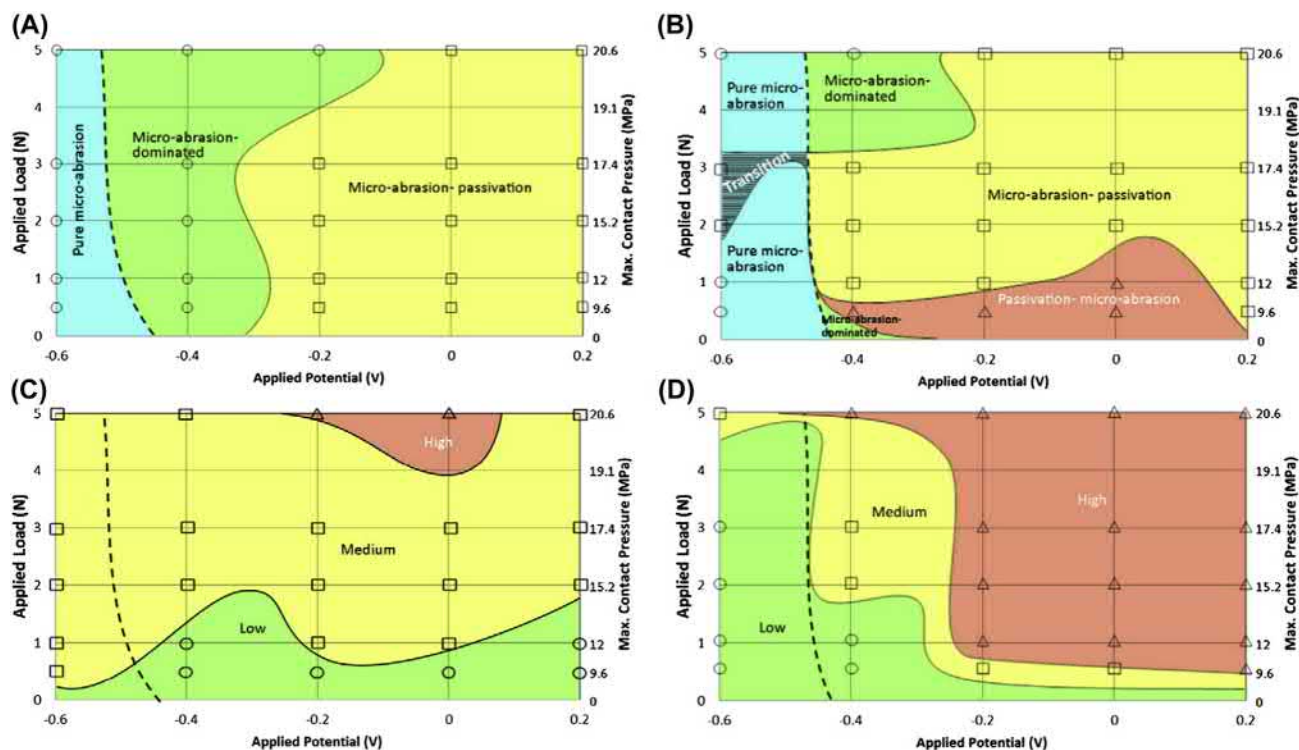 (A)
5
4
3
2
1
0
Applied Load (N)
Pure micro-abrasion
Micro-abrasion-
dominated
Micro-abrasion- passivation
20.6
19.1
17.4
15.2
12
9.6
0
Max. Contact Pressure (MPa)
-0.6
-0.4
-0.2
0
0.2
Applied Potential (V)
(B)
5
4
3
2
1
0
Applied Load (N)
Pure micro-
abrasion
Micro-abrasion-
dominated
Transition
Micro-abrasion- passivation
Pure micro-
abrasion
Passivation- micro-abrasion
Micro-abrasion-
dominated
20.6
19.1
17.4
15.2
12
9.6
0
Max. Contact Pressure (MPa)
-0.6
-0.4
-0.2
0
0.2
Applied Potential (V)
(C)
5
4
3
2
1
0
Applied Load (N)
High
Medium
Low
20.6
19.1
17.4
15.2
12
9.6
0
Max. Contact Pressure (MPa)
-0.6
-0.4
-0.2
0
0.2
Applied Potential (V)
(D)
5
4
3
2
1
0
Applied Load (N)
High
Medium
Low
20.6
19.1
17.4
15.2
12
9.6
0
Max. Contact Pressure (MPa)
-0.6
-0.4
-0.2
0
0.2
Applied Potential (V)